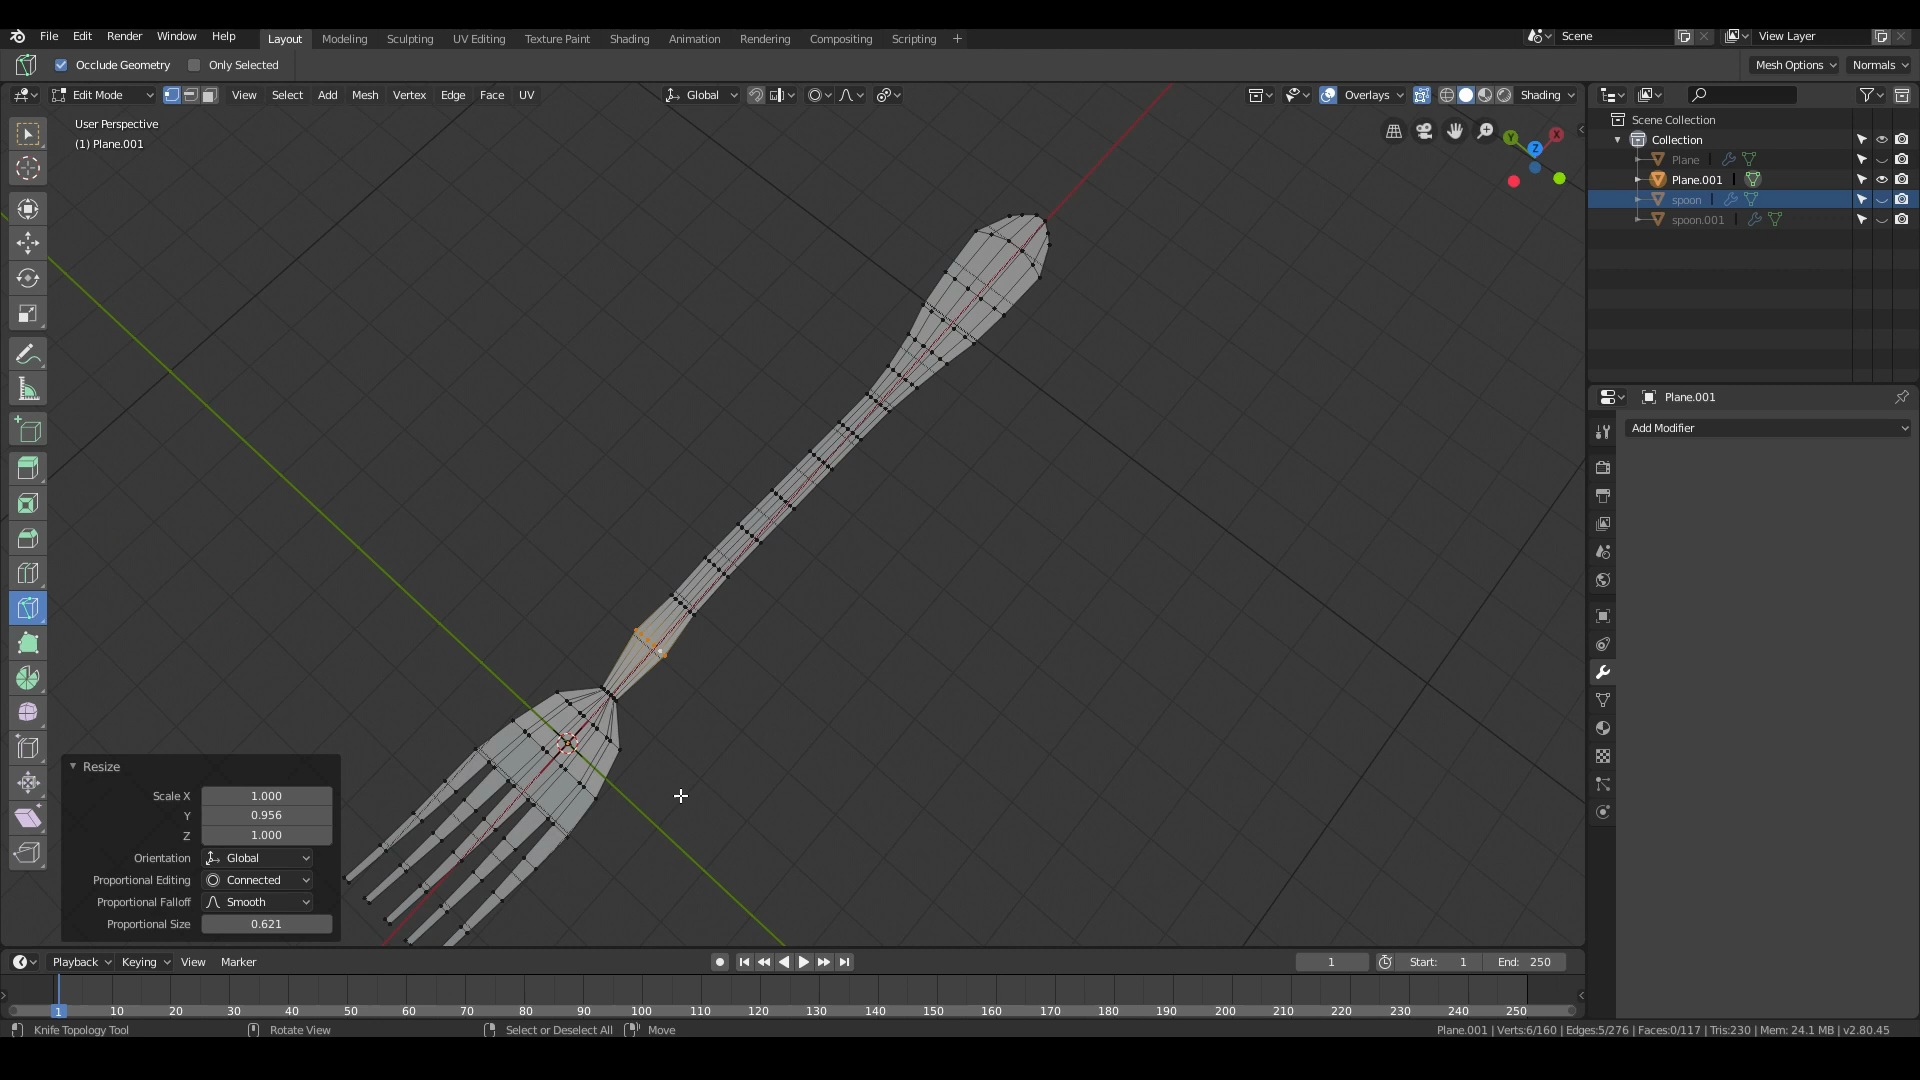 File Edit Render Window Help Layout Modeling Sculpting UV Editing Texture Paint Shading Animation Rendering Compositing Scripting + Scene View Layer
Occlude Geometry Only Selected Mesh Options Normals
Edit Mode View Select Add Mesh Vertex Edge Face UV Global Overlays Shading
User Perspective
(1) Plane.001
Y X Z
Scene Collection
Collection
Plane
Plane.001
spoon
spoon.001
Plane.001
Add Modifier
Resize
Scale X 1.000
Y 0.956
Z 1.000
Orientation Global
Proportional Editing Connected
Proportional Falloff Smooth
Proportional Size 0.621
Playback Keying View Marker 1 Start: 1 End: 250
1 10 20 30 40 50 60 70 80 90 100 110 120 130 140 150 160 170 180 190 200 210 220 230 240 250
Knife Topology Tool Rotate View Select or Deselect All Move Plane.001 | Verts:6/160 | Edges:5/276 | Faces:0/117 | Tris:230 | Mem: 24.1 MB | v2.80.45